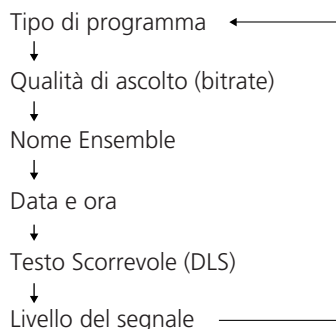 Tipo di programma
Qualità di ascolto (bitrate)
Nome Ensemble
Data e ora
Testo Scorrevole (DLS)
Livello del segnale